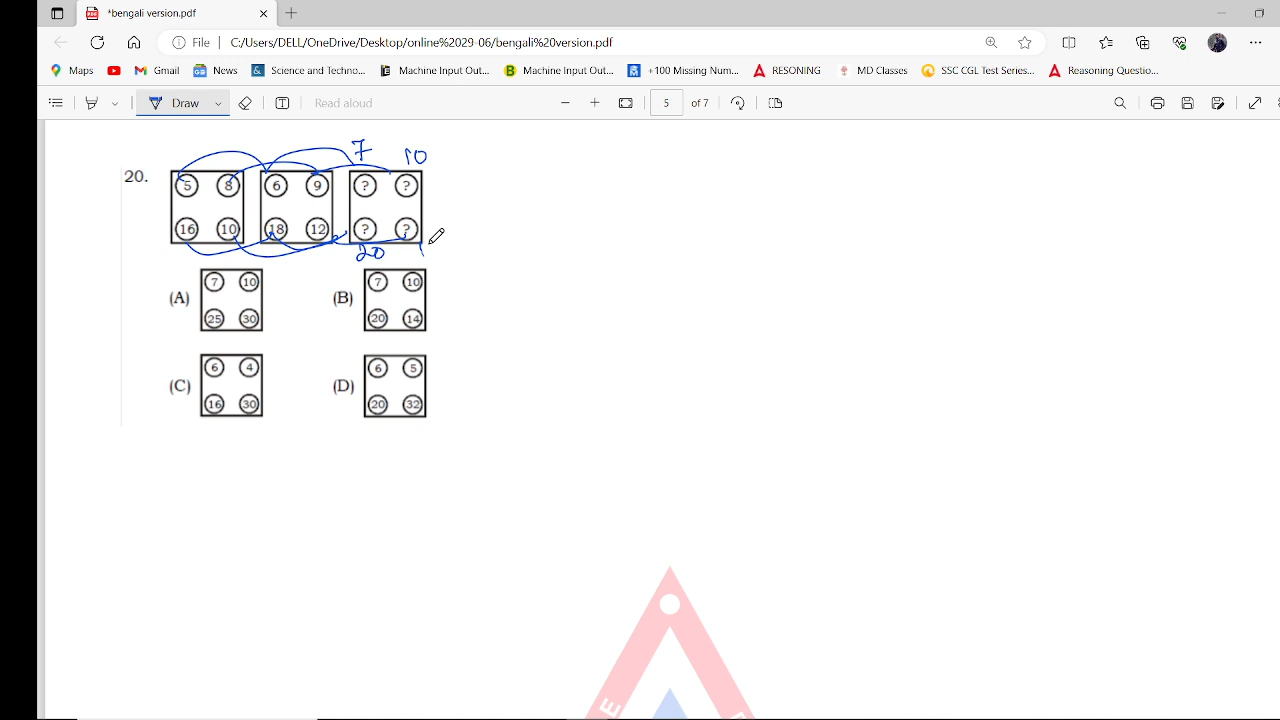 *bengali version.pdf
File C:/Users/DELL/OneDrive/Desktop/online%2029-06/bengali%20version.pdf
Maps Gmail News Science and Techno... Machine Input Out... Machine Input Out... +100 Missing Num... RESONING MD Classes SSC CGL Test Series... Reasoning Questio...
Draw Read aloud 5 of 7
7 10
20. 5 8 6 9 ? ?
16 10 18 12 ? ?
20 1
(A) 7 10 (B) 7 10
25 30 20 14
(C) 6 4 (D) 6 5
16 30 20 32
E